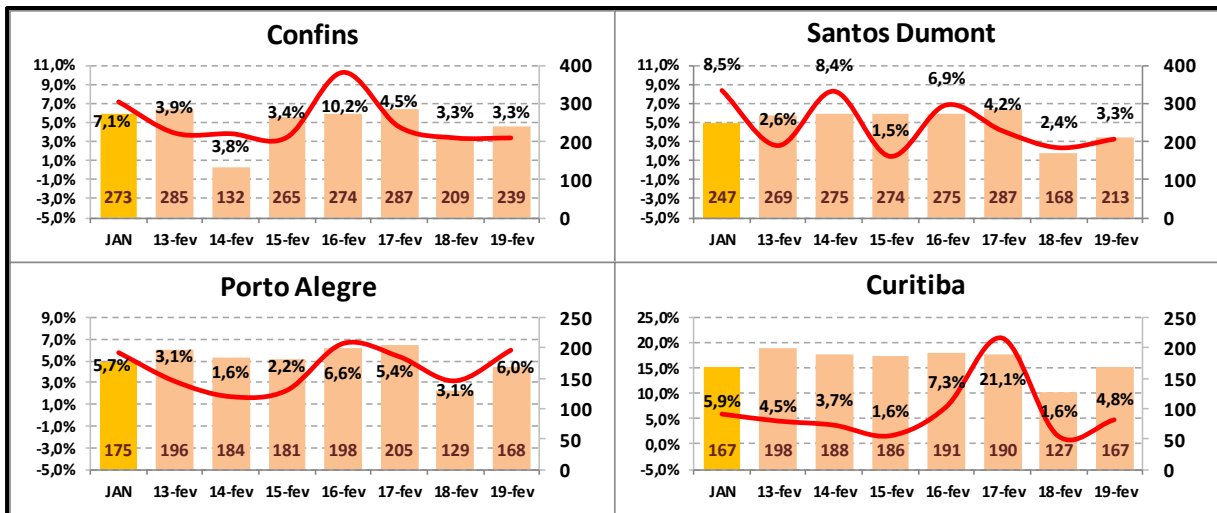 Confins
11,0% 400
9,0% 300
7,0%
5,0% 200
3,0%
1,0% 100
-1,0%
-3,0%
-5,0% 0
7,1% 3,9% 3,8% 3,4% 10,2% 4,5% 3,3% 3,3%
273 285 132 265 274 287 209 239
JAN 13-fev 14-fev 15-fev 16-fev 17-fev 18-fev 19-fev
Santos Dumont
11,0% 400
9,0% 300
7,0%
5,0% 200
3,0%
1,0% 100
-1,0%
-3,0%
-5,0% 0
8,5% 2,6% 8,4% 1,5% 6,9% 4,2% 2,4% 3,3%
247 269 275 274 275 287 168 213
JAN 13-fev 14-fev 15-fev 16-fev 17-fev 18-fev 19-fev
Porto Alegre
9,0% 250
7,0% 200
5,0%
3,0% 150
1,0% 100
-1,0%
-3,0% 50
-5,0% 0
5,7% 3,1% 1,6% 2,2% 6,6% 5,4% 3,1% 6,0%
175 196 184 181 198 205 129 168
JAN 13-fev 14-fev 15-fev 16-fev 17-fev 18-fev 19-fev
Curitiba
25,0% 250
20,0% 200
15,0% 150
10,0%
5,0% 100
0,0% 50
-5,0% 0
5,9% 4,5% 3,7% 1,6% 7,3% 21,1% 1,6% 4,8%
167 198 188 186 191 190 127 167
JAN 13-fev 14-fev 15-fev 16-fev 17-fev 18-fev 19-fev